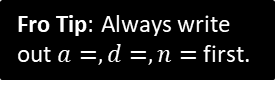 Fro Tip: Always write
out a =, d =, n = first.